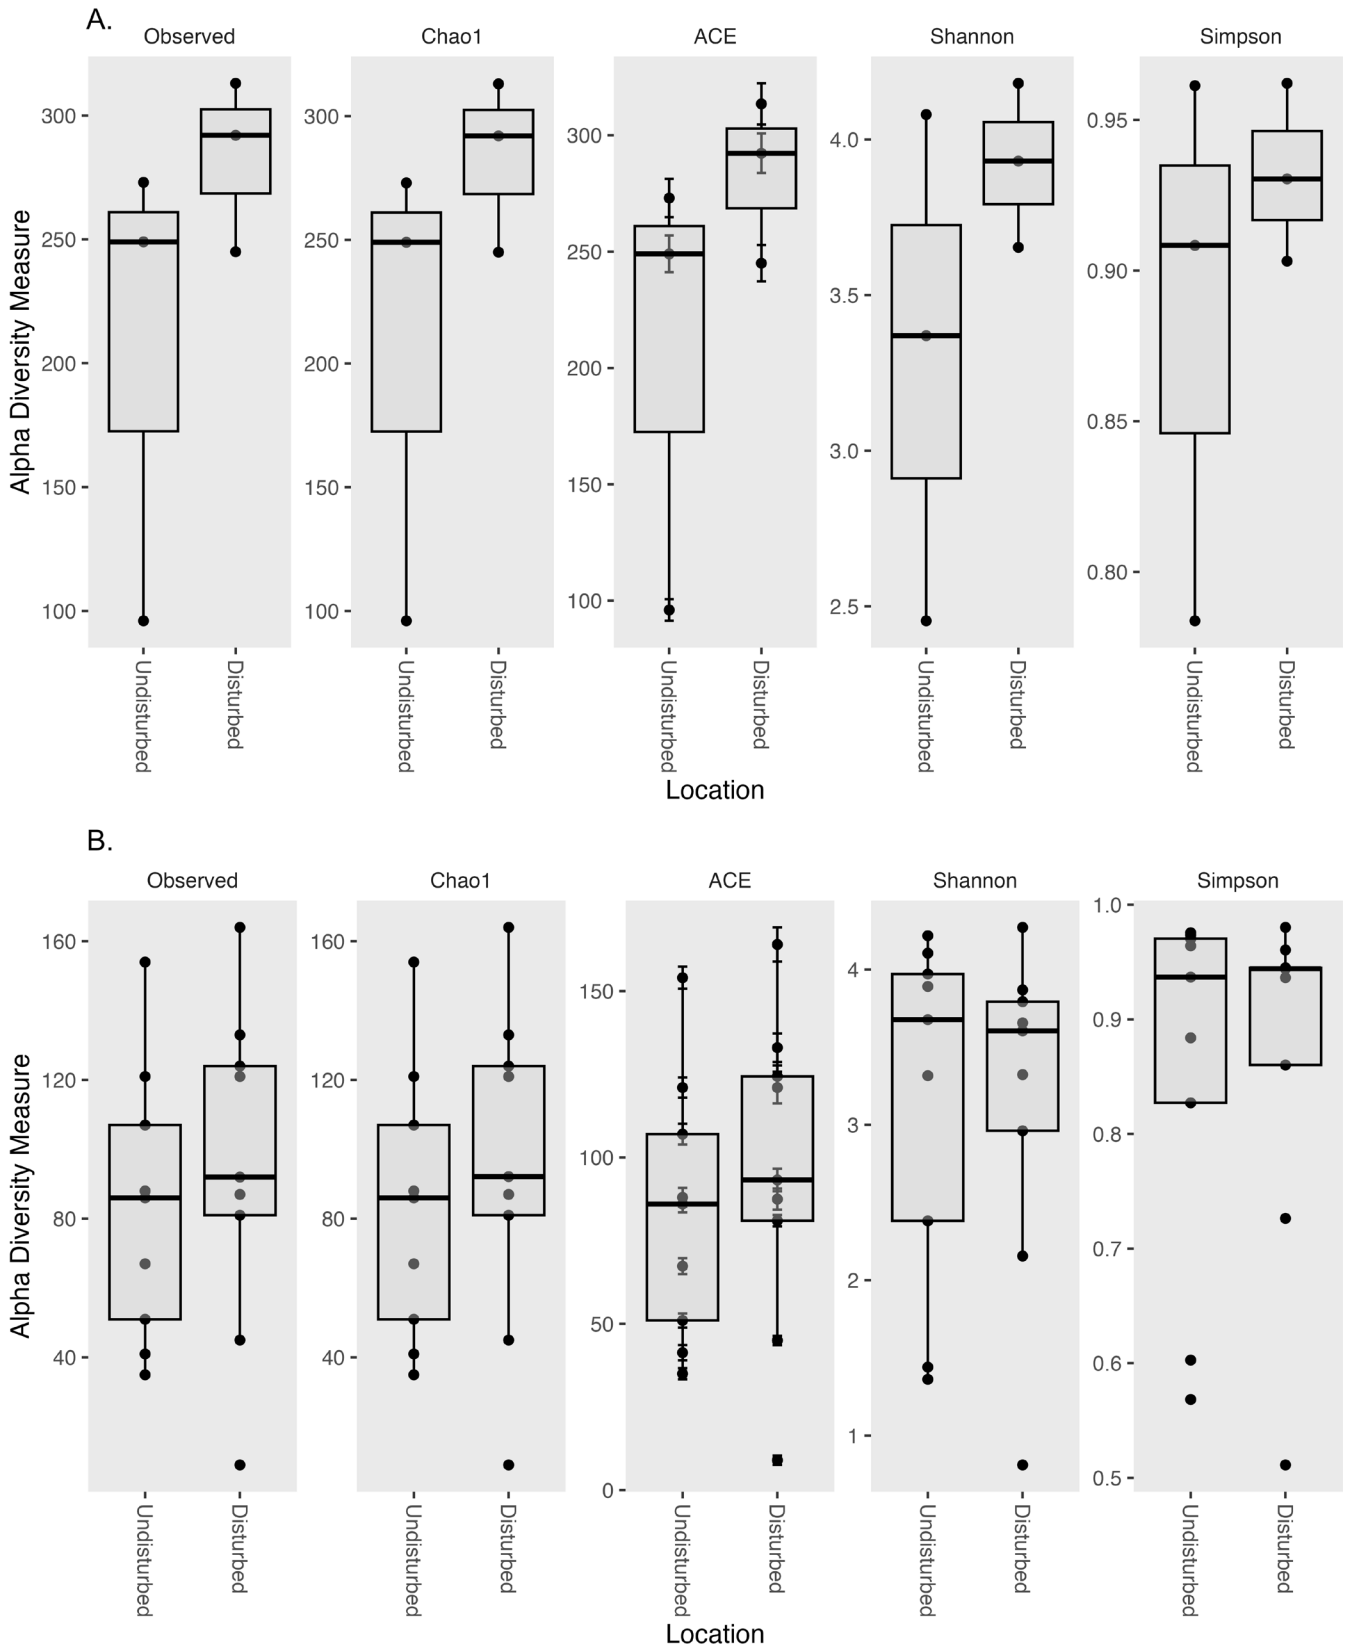 A.
Observed Chao1 ACE Shannon Simpson
Alpha Diversity Measure
300 250 200 150 100
300 250 200 150 100
300 250 200 150 100
4.0 3.5 3.0 2.5
0.95 0.90 0.85 0.80
Undisturbed Disturbed Undisturbed Disturbed Undisturbed Disturbed Undisturbed Disturbed Undisturbed Disturbed
Location
B.
Observed Chao1 ACE Shannon Simpson
Alpha Diversity Measure
160 120 80 40
160 120 80 40
150 100 50 0
4 3 2 1
1.0 0.9 0.8 0.7 0.6 0.5
Undisturbed Disturbed Undisturbed Disturbed Undisturbed Disturbed Undisturbed Disturbed Undisturbed Disturbed
Location